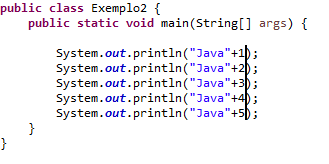 public class Exemplo2 {
    public static void main(String[] args) {

        System.out.println("Java"+1);
        System.out.println("Java"+2);
        System.out.println("Java"+3);
        System.out.println("Java"+4);
        System.out.println("Java"+5);
    }
}